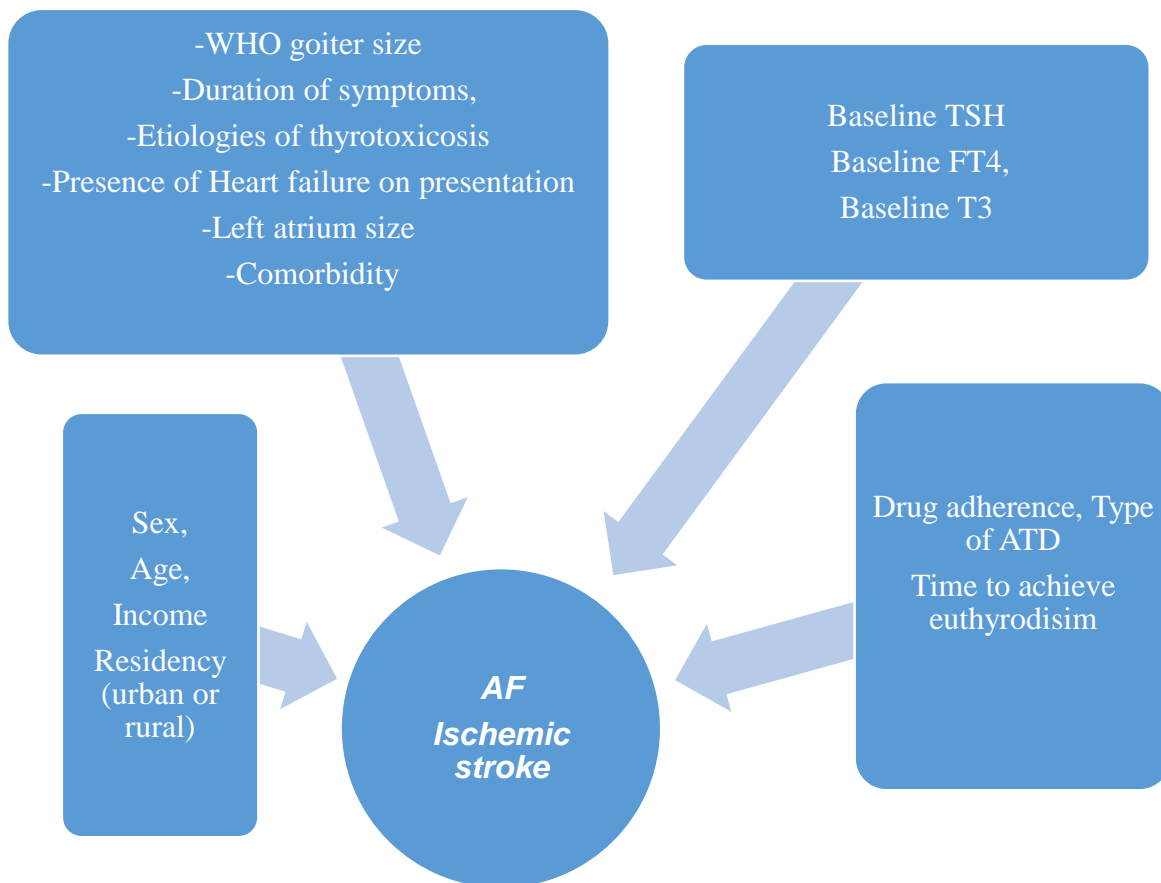 -WHO goiter size
-Duration of symptoms,
-Etiologies of thyrotoxicosis
-Presence of Heart failure on presentation
-Left atrium size
-Comorbidity
Baseline TSH
Baseline FT4,
Baseline T3
Sex,
Age,
Income
Residency
(urban or
rural)
Drug adherence, Type
of ATD
Time to achieve
euthyrodisim
AF
Ischemic
stroke